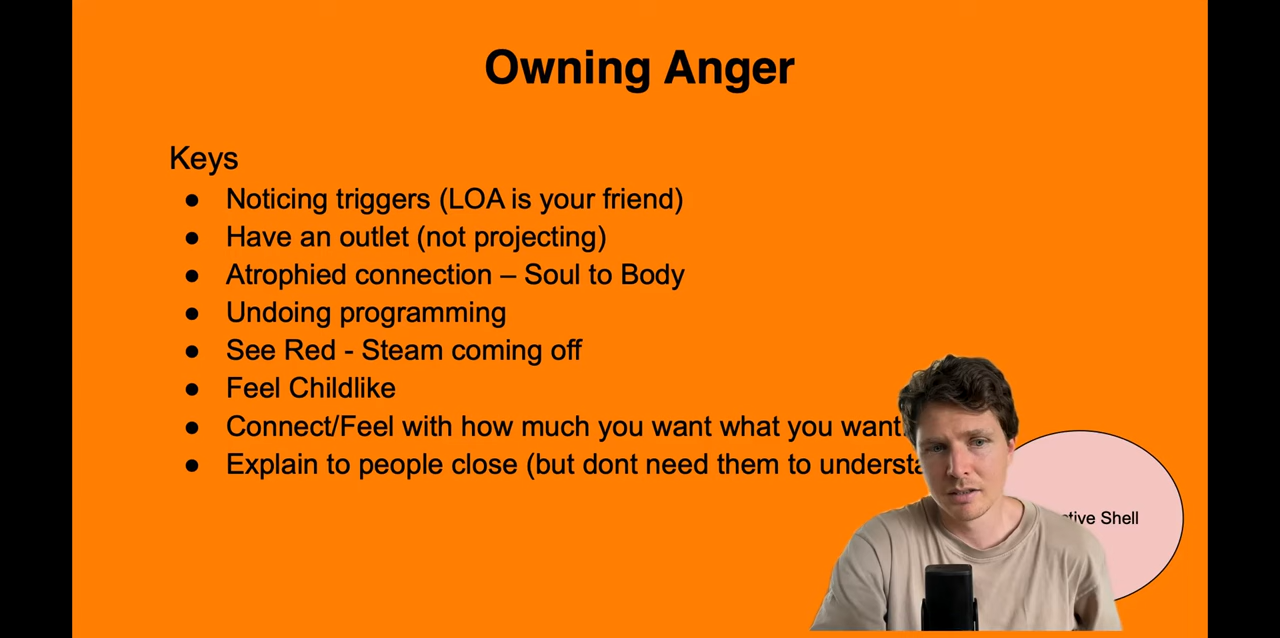 Owning Anger
Keys
● Noticing triggers (LOA is your friend)
● Have an outlet (not projecting)
● Atrophied connection – Soul to Body
● Undoing programming
● See Red - Steam coming off
● Feel Childlike
● Connect/Feel with how much you want what you want.
● Explain to people close (but dont need them to
Shell